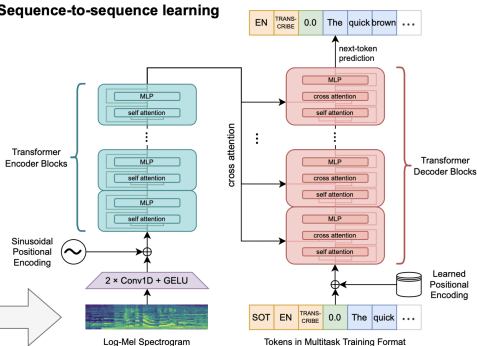 Sequence-to-sequence learning
EN
TRANS-
CRIBE
0.0
The
quick
brown
...
next-token
prediction
MLP
self attention
MLP
self attention
MLP
self attention
Transformer
Encoder Blocks
cross attention
MLP
cross attention
self attention
MLP
cross attention
self attention
MLP
cross attention
self attention
Transformer
Decoder Blocks
Sinusoidal
Positional
Encoding
2 × Conv1D + GELU
Learned
Positional
Encoding
SOT
EN
TRANS-
CRIBE
0.0
The
quick
...
Log-Mel Spectrogram
Tokens in Multitask Training Format